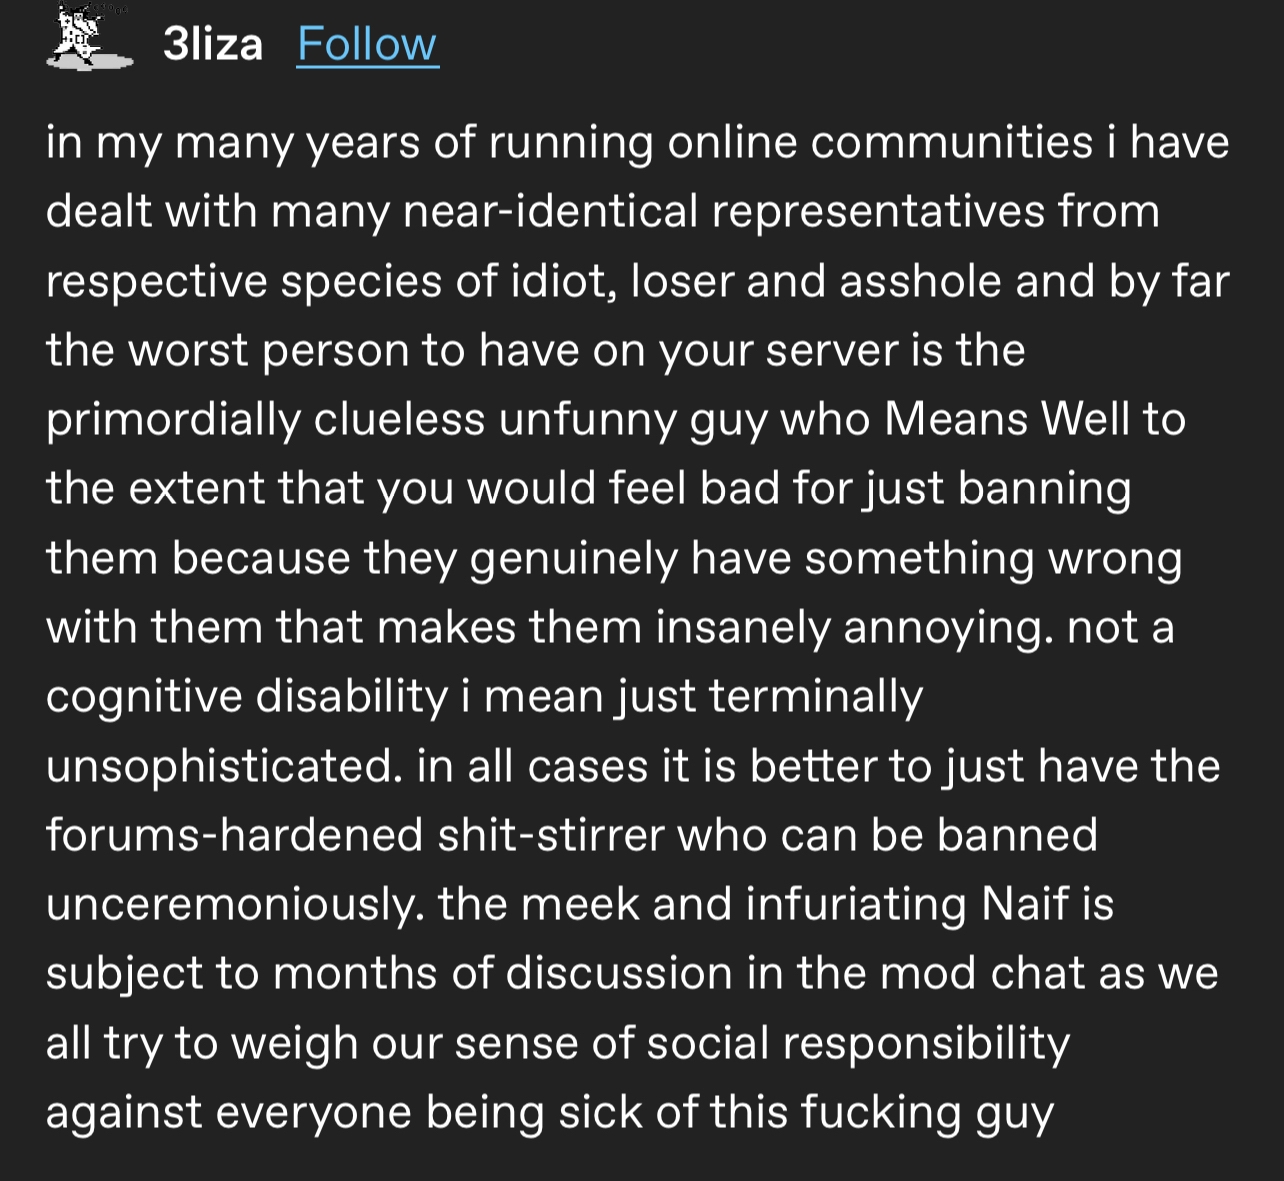 3liza Follow
in my many years of running online communities i have
dealt with many near-identical representatives from
respective species of idiot, loser and asshole and by far
the worst person to have on your server is the
primordially clueless unfunny guy who Means Well to
the extent that you would feel bad for just banning
them because they genuinely have something wrong
with them that makes them insanely annoying. not a
cognitive disability i mean just terminally
unsophisticated. in all cases it is better to just have the
forums-hardened shit-stirrer who can be banned
unceremoniously. the meek and infuriating Naif is
subject to months of discussion in the mod chat as we
all try to weigh our sense of social responsibility
against everyone being sick of this fucking guy